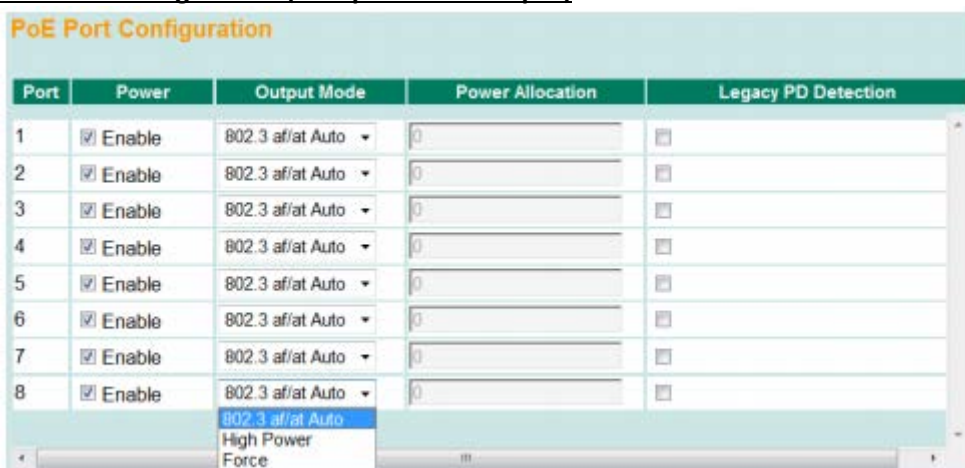 PoE Port Configuration
Port Power Output Mode Power Allocation Legacy PD Detection
1 Enable 802.3 af/at Auto 0
2 Enable 802.3 af/at Auto 0
3 Enable 802.3 af/at Auto 0
4 Enable 802.3 af/at Auto 0
5 Enable 802.3 af/at Auto 0
6 Enable 802.3 af/at Auto 0
7 Enable 802.3 af/at Auto 0
8 Enable 802.3 af/at Auto 0
802.3 af/at Auto
High Power
Force